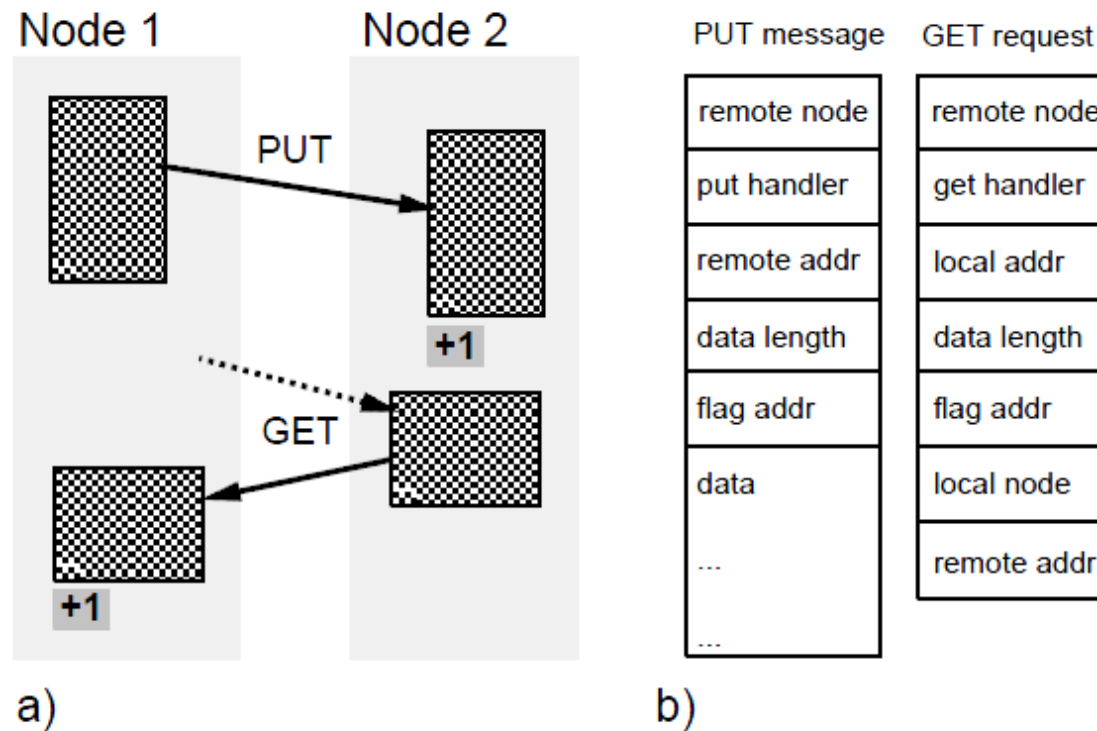 Node 1
Node 2
PUT
+1
GET
+1
a)
PUT message
remote node
put handler
remote addr
data length
flag addr
data
...
...
GET request
remote node
get handler
local addr
data length
flag addr
local node
remote addr
b)